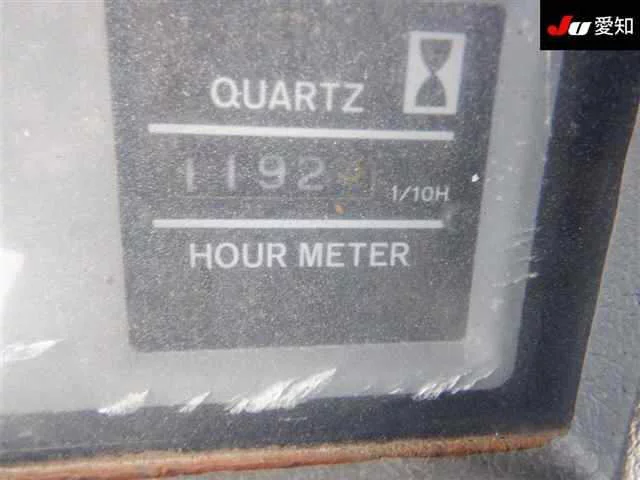 JU 愛知
QUARTZ
1192
1/10H
HOUR METER